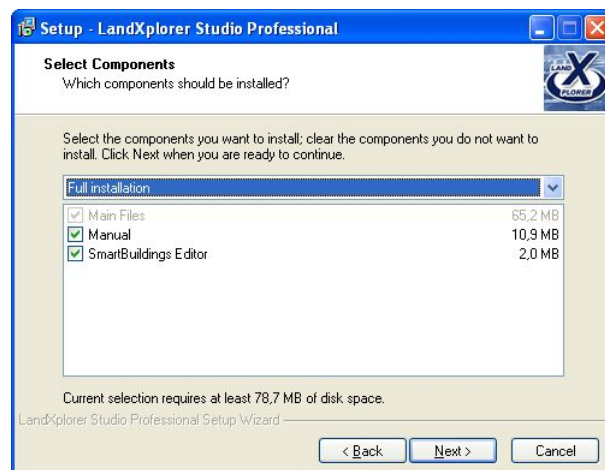 Setup - LandXplorer Studio Professional
Select Components
Which components should be installed?
LAND
X
PLORER
Select the components you want to install; clear the components you do not want to
install. Click Next when you are ready to continue.
Full installation
Main Files 65,2 MB
Manual 10,9 MB
SmartBuildings Editor 2,0 MB
Current selection requires at least 78,7 MB of disk space.
LandXplorer Studio Professional Setup Wizard
< Back Next > Cancel